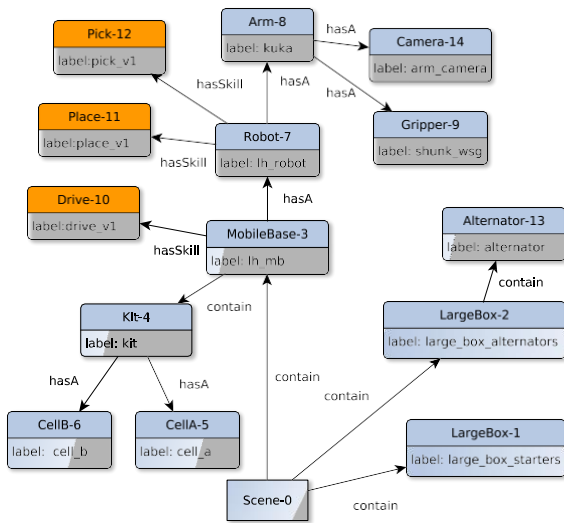 Arm-8
label: kuka
Pick-12
label:pick_v1
hasA
Camera-14
label: arm_camera
hasSkill
hasA
hasA
Place-11
label:place_v1
Gripper-9
label: shunk_wsg
Robot-7
label: lh_robot
hasSkill
Drive-10
label:drive_v1
hasA
Alternator-13
label: alternator
MobileBase-3
label: lh_mb
hasSkill
contain
Klt-4
label: kit
contain
LargeBox-2
label: large_box_alternators
hasA
hasA
contain
contain
CellB-6
label: cell_b
CellA-5
label: cell_a
LargeBox-1
label: large_box_starters
Scene-0
contain